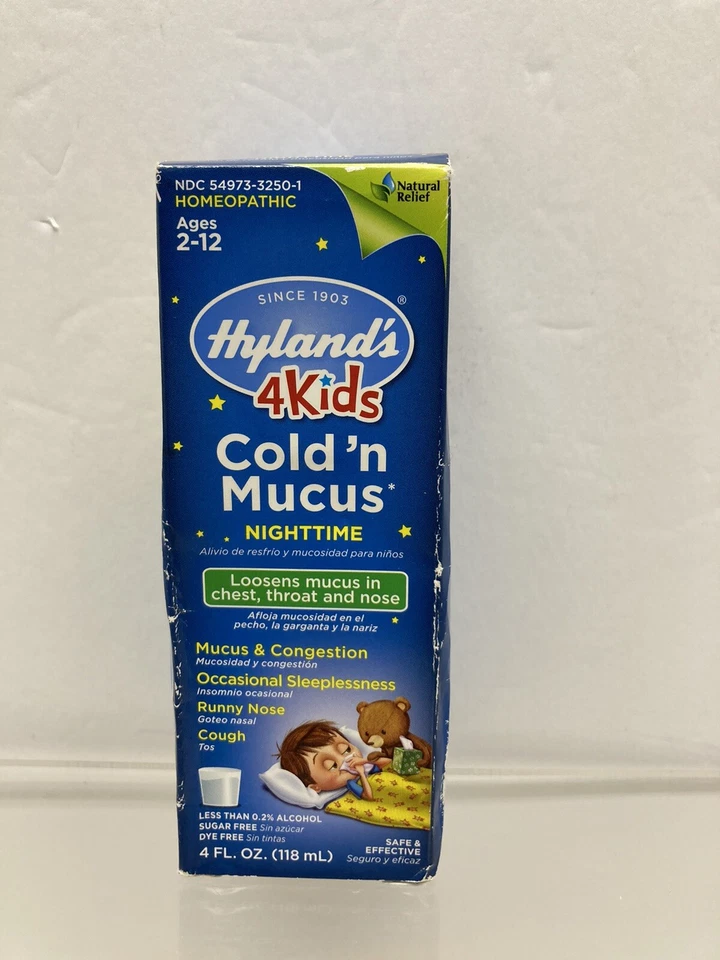 NDC 54973-3250-1
HOMEOPATHIC
Natural
Relief
Ages
2-12
SINCE 1903
®
Hyland's
4Kids
Cold 'n
Mucus*
NIGHTTIME
Alivio de resfrío y mucosidad para niños
Loosens mucus in
chest, throat and nose
Afloja mucosidad en el
pecho, la garganta y la nariz
Mucus & Congestion
Mucosidad y congestión
Occasional Sleeplessness
Insomnio ocasional
Runny Nose
Goteo nasal
Cough
Tos
LESS THAN 0.2% ALCOHOL
SUGAR FREE Sin azúcar
DYE FREE Sin tintas
4 FL. OZ. (118 mL)
SAFE &
EFFECTIVE
Seguro y eficaz